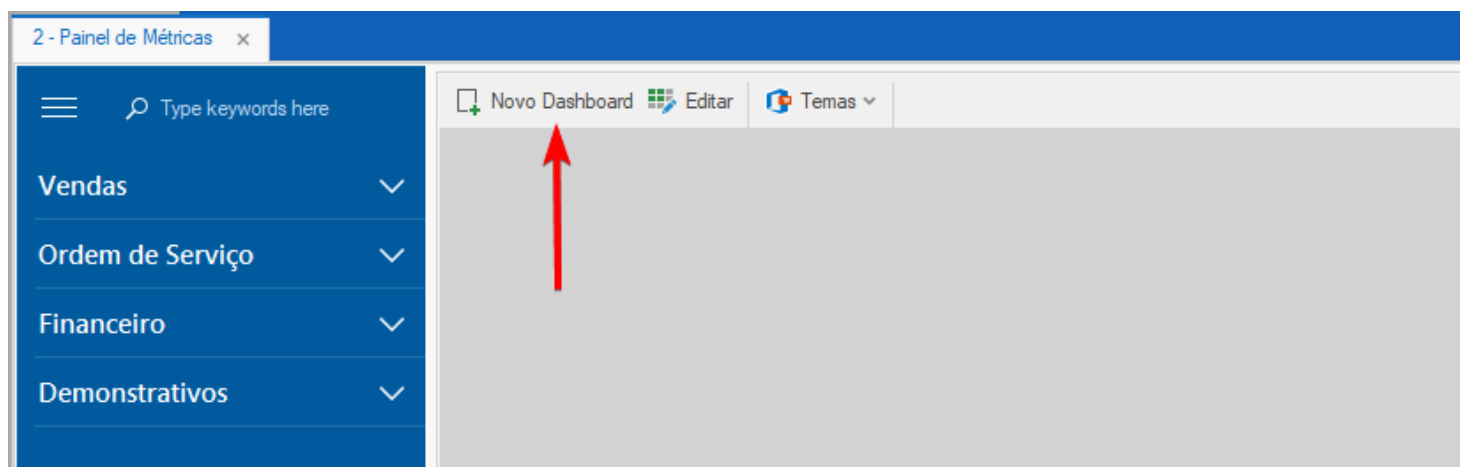 2 - Painel de Métricas
Type keywords here
Novo Dashboard Editar Temas
Vendas
Ordem de Serviço
Financeiro
Demonstrativos